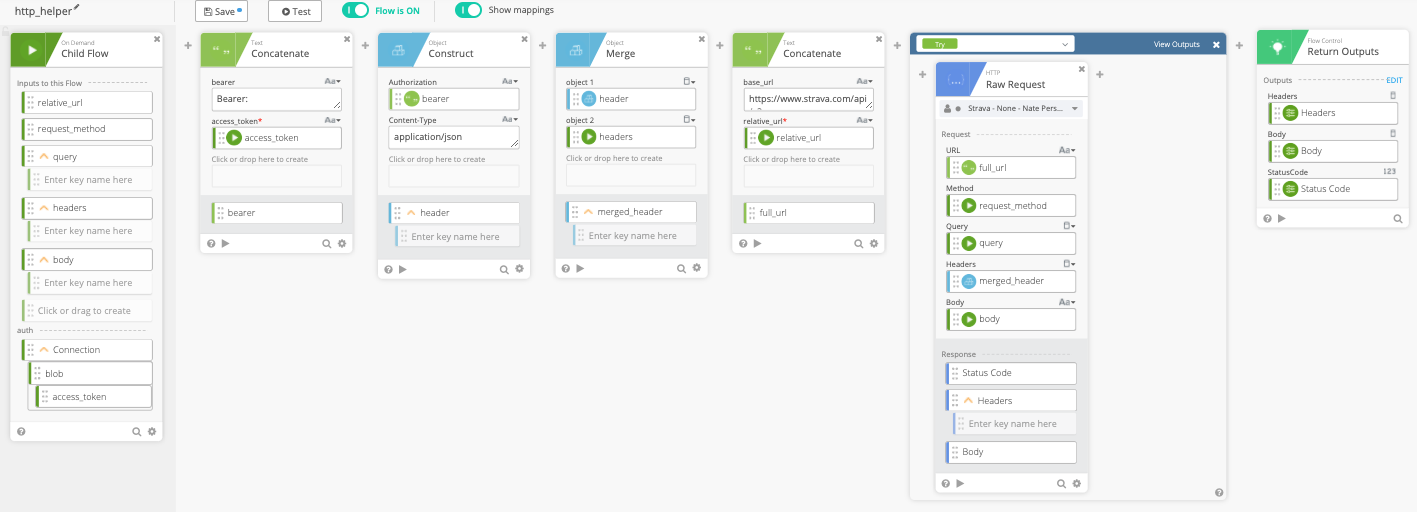 http_helper
Save
Test
Flow is ON
Show mappings
On Demand
Child Flow
Inputs to this Flow
relative_url
request_method
query
Enter key name here
headers
Enter key name here
body
Enter key name here
Click or drag to create
auth
Connection
blob
access_token
Text
Concatenate
bearer
Aa
Bearer:
access_token*
Aa
access_token
Click or drop here to create
bearer
Object
Construct
Authorization
Aa
bearer
Content-Type
Aa
application/json
Click or drop here to create
header
Enter key name here
Object
Merge
object 1
header
object 2
headers
Click or drop here to create
merged_header
Enter key name here
Text
Concatenate
base_url
Aa
https://www.strava.com/api
relative_url*
Aa
relative_url
Click or drop here to create
full_url
Try
View Outputs
HTTP
Raw Request
Strava - None - Nate Pers...
Request
URL
Aa
full_url
Method
request_method
Query
query
Headers
merged_header
Body
Aa
body
Response
Status Code
Headers
Enter key name here
Body
Flow Control
Return Outputs
Outputs
EDIT
Headers
Headers
Body
Body
StatusCode
123
Status Code